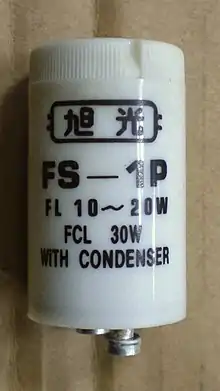 旭光
FS－1P
FL 10～20W
FCL 30W
WITH CONDENSER